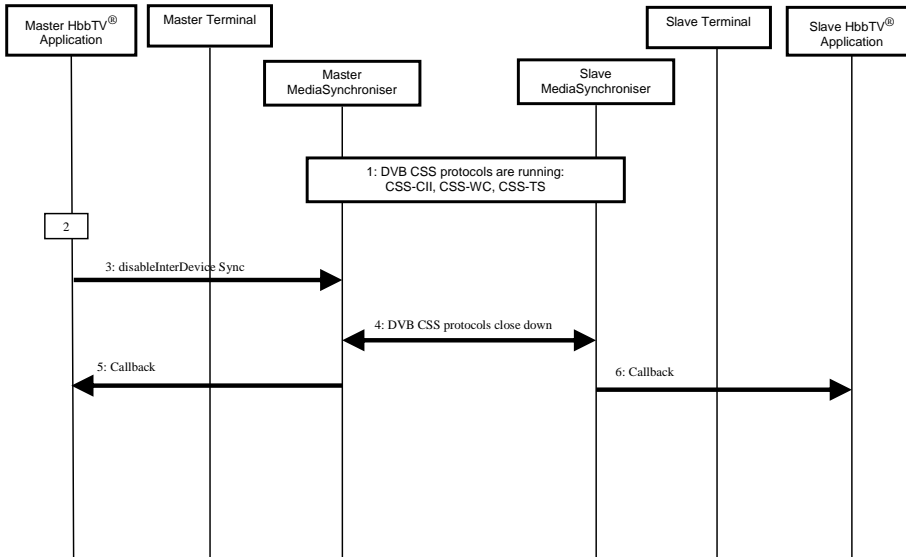 Master HbbTV®
Application
Master Terminal
Slave Terminal
Slave HbbTV®
Application
Master
MediaSynchroniser
Slave
MediaSynchroniser
1: DVB CSS protocols are running:
CSS-CII, CSS-WC, CSS-TS
2
3: disableInterDevice Sync
4: DVB CSS protocols close down
5: Callback
6: Callback